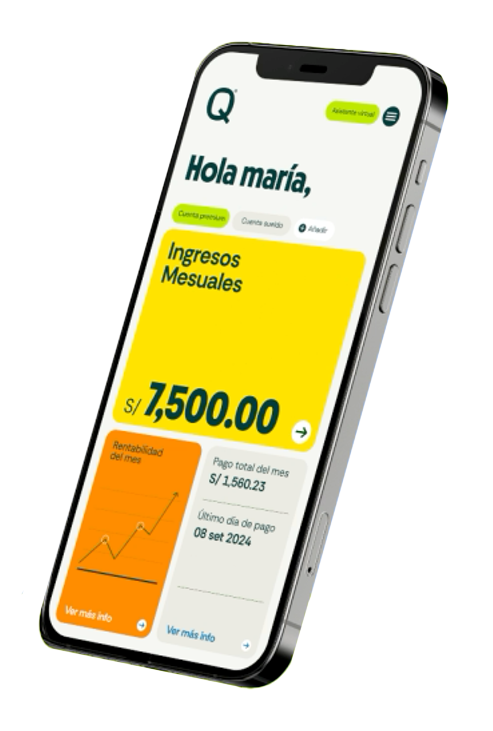 Q
Asistente virtual
Hola maría,
Cuenta premium
Cuenta sueldo
Añadir
Ingresos
Mesuales
S/ 7,500.00
Rentabilidad
del mes
Ver más info
Pago total del mes
S/ 1,560.23
Último día de pago
08 set 2024
Ver más info